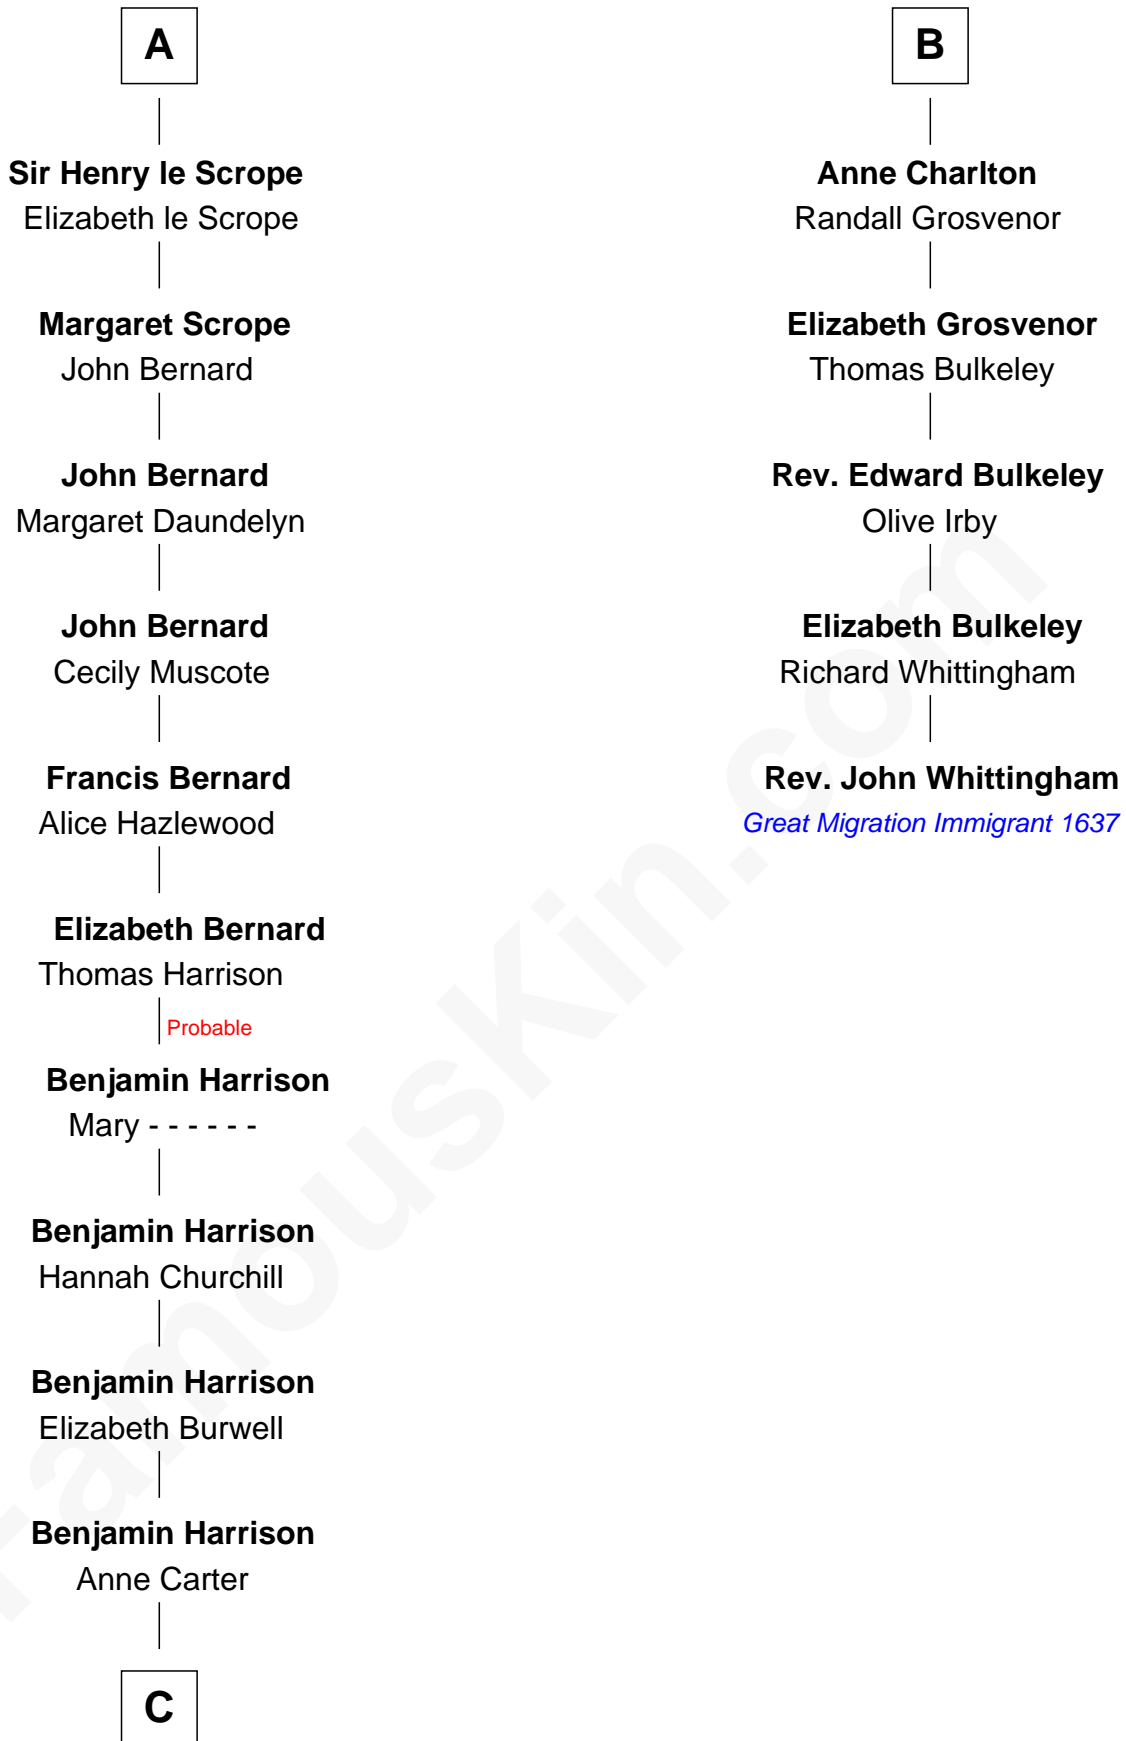 A
Sir Henry le Scrope
Elizabeth le Scrope
Margaret Scrope
John Bernard
John Bernard
Margaret Daundelyn
John Bernard
Cecily Muscote
Francis Bernard
Alice Hazlewood
Elizabeth Bernard
Thomas Harrison
Probable
Benjamin Harrison
Mary - - - - - -
Benjamin Harrison
Hannah Churchill
Benjamin Harrison
Elizabeth Burwell
Benjamin Harrison
Anne Carter
C
B
Anne Charlton
Randall Grosvenor
Elizabeth Grosvenor
Thomas Bulkeley
Rev. Edward Bulkeley
Olive Irby
Elizabeth Bulkeley
Richard Whittingham
Rev. John Whittingham
Great Migration Immigrant 1637
FamousKin.com